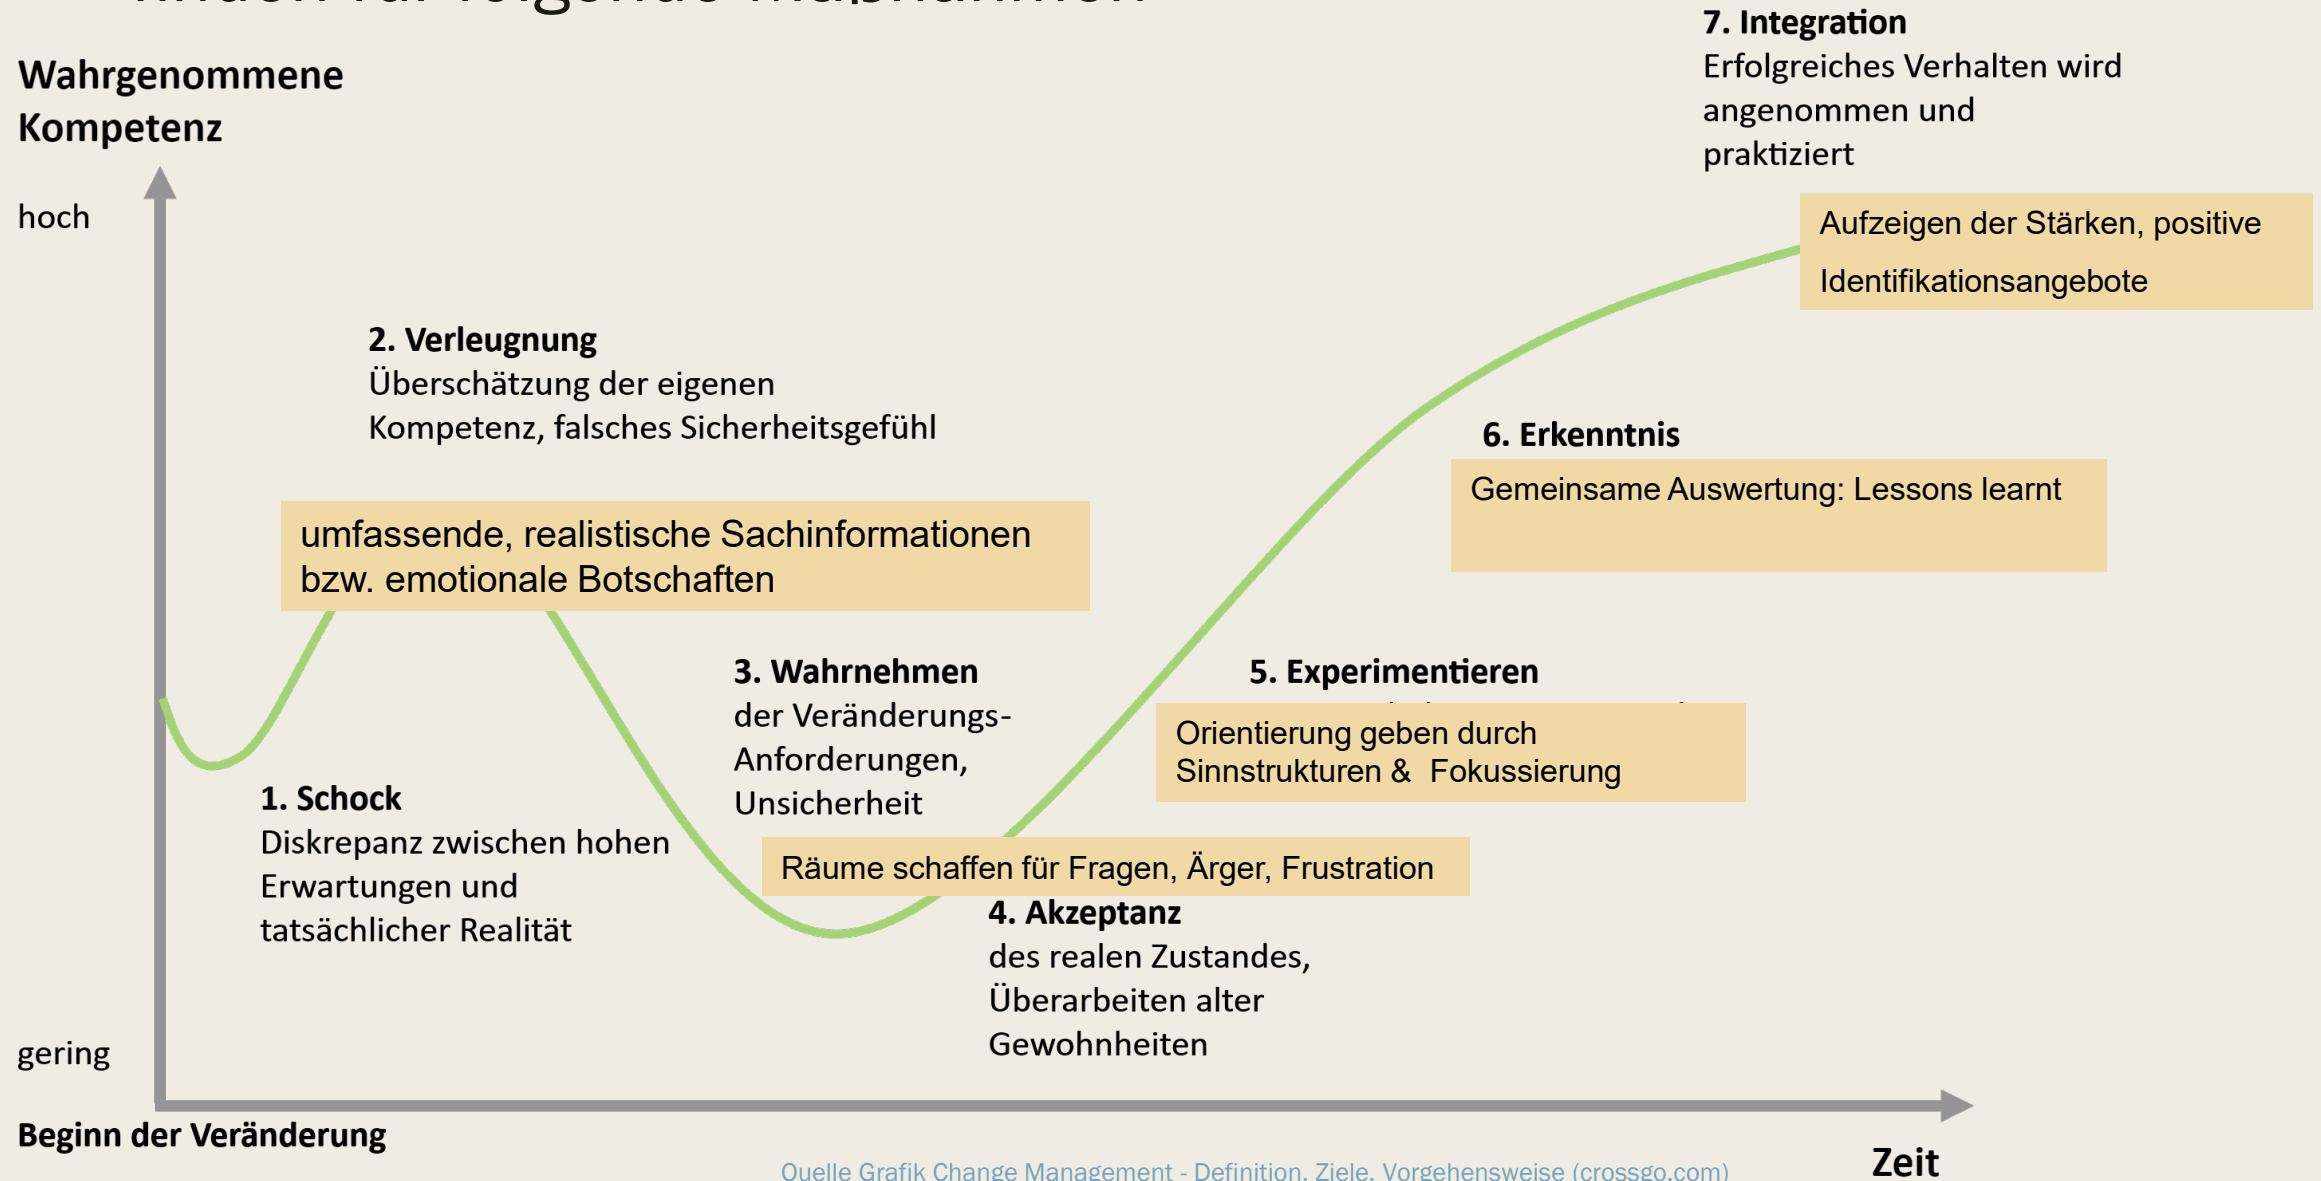 finden für folgende Maßnahmen
Wahrgenommene
Kompetenz
hoch
7. Integration
Erfolgreiches Verhalten wird
angenommen und
praktiziert
Aufzeigen der Stärken, positive
Identifikationsangebote
2. Verleugnung
Überschätzung der eigenen
Kompetenz, falsches Sicherheitsgefühl
umfassende, realistische Sachinformationen
bzw. emotionale Botschaften
6. Erkenntnis
Gemeinsame Auswertung: Lessons learnt
3. Wahrnehmen
der Veränderungs-
Anforderungen,
Unsicherheit
5. Experimentieren
Orientierung geben durch
Sinnstrukturen & Fokussierung
1. Schock
Diskrepanz zwischen hohen
Erwartungen und
tatsächlicher Realität
Räume schaffen für Fragen, Ärger, Frustration
4. Akzeptanz
des realen Zustandes,
Überarbeiten alter
Gewohnheiten
gering
Beginn der Veränderung
Zeit
Quelle Grafik Change Management - Definition, Ziele, Vorgehensweise (crossgo.com)